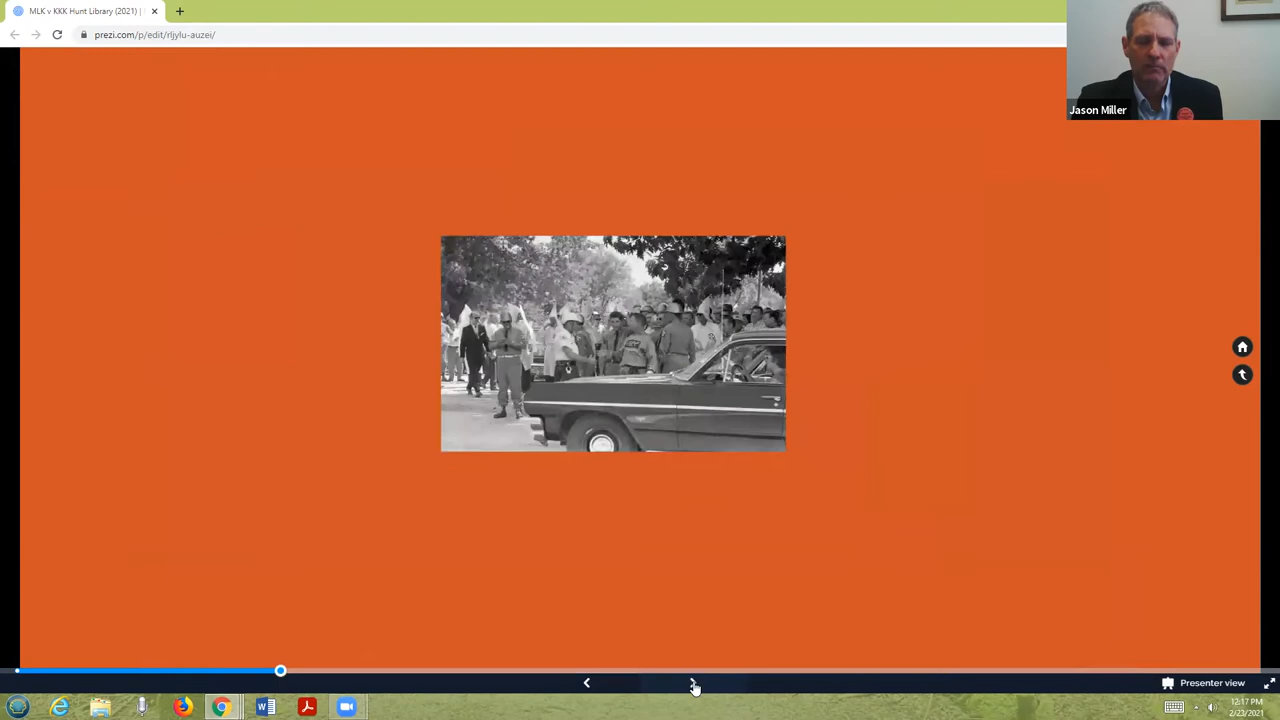 MLK v KKK Hunt Library (2021) |
prezi.com/p/edit/rljylu-auzei/
Jason Miller
Presenter view
12:17 PM
2/23/2021